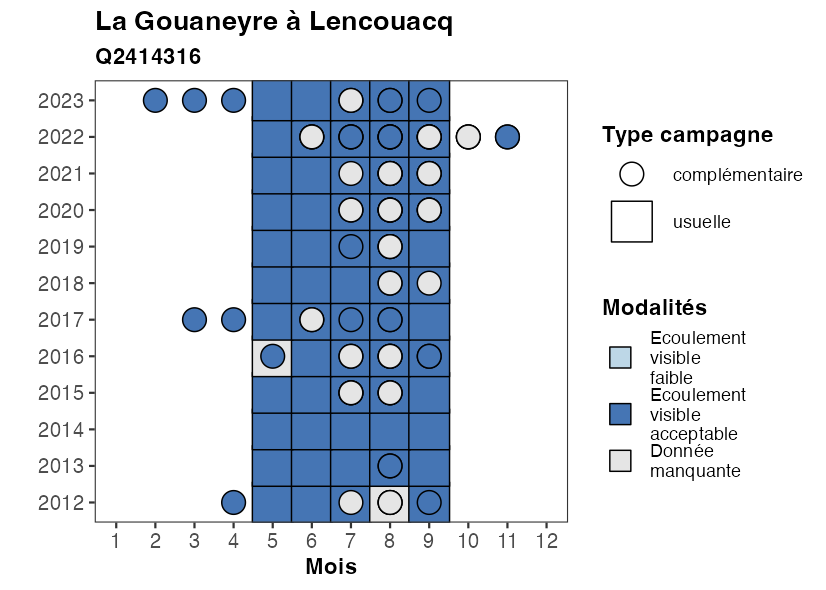 La Gouaneyre à Lencouacq
Q2414316
2023
2022
2021
2020
2019
2018
2017
2016
2015
2014
2013
2012
1 2 3 4 5 6 7 8 9 10 11 12
Mois
Type campagne
complémentaire
usuelle
Modalités
Ecoulement
visible
faible
Ecoulement
visible
acceptable
Donnée
manquante